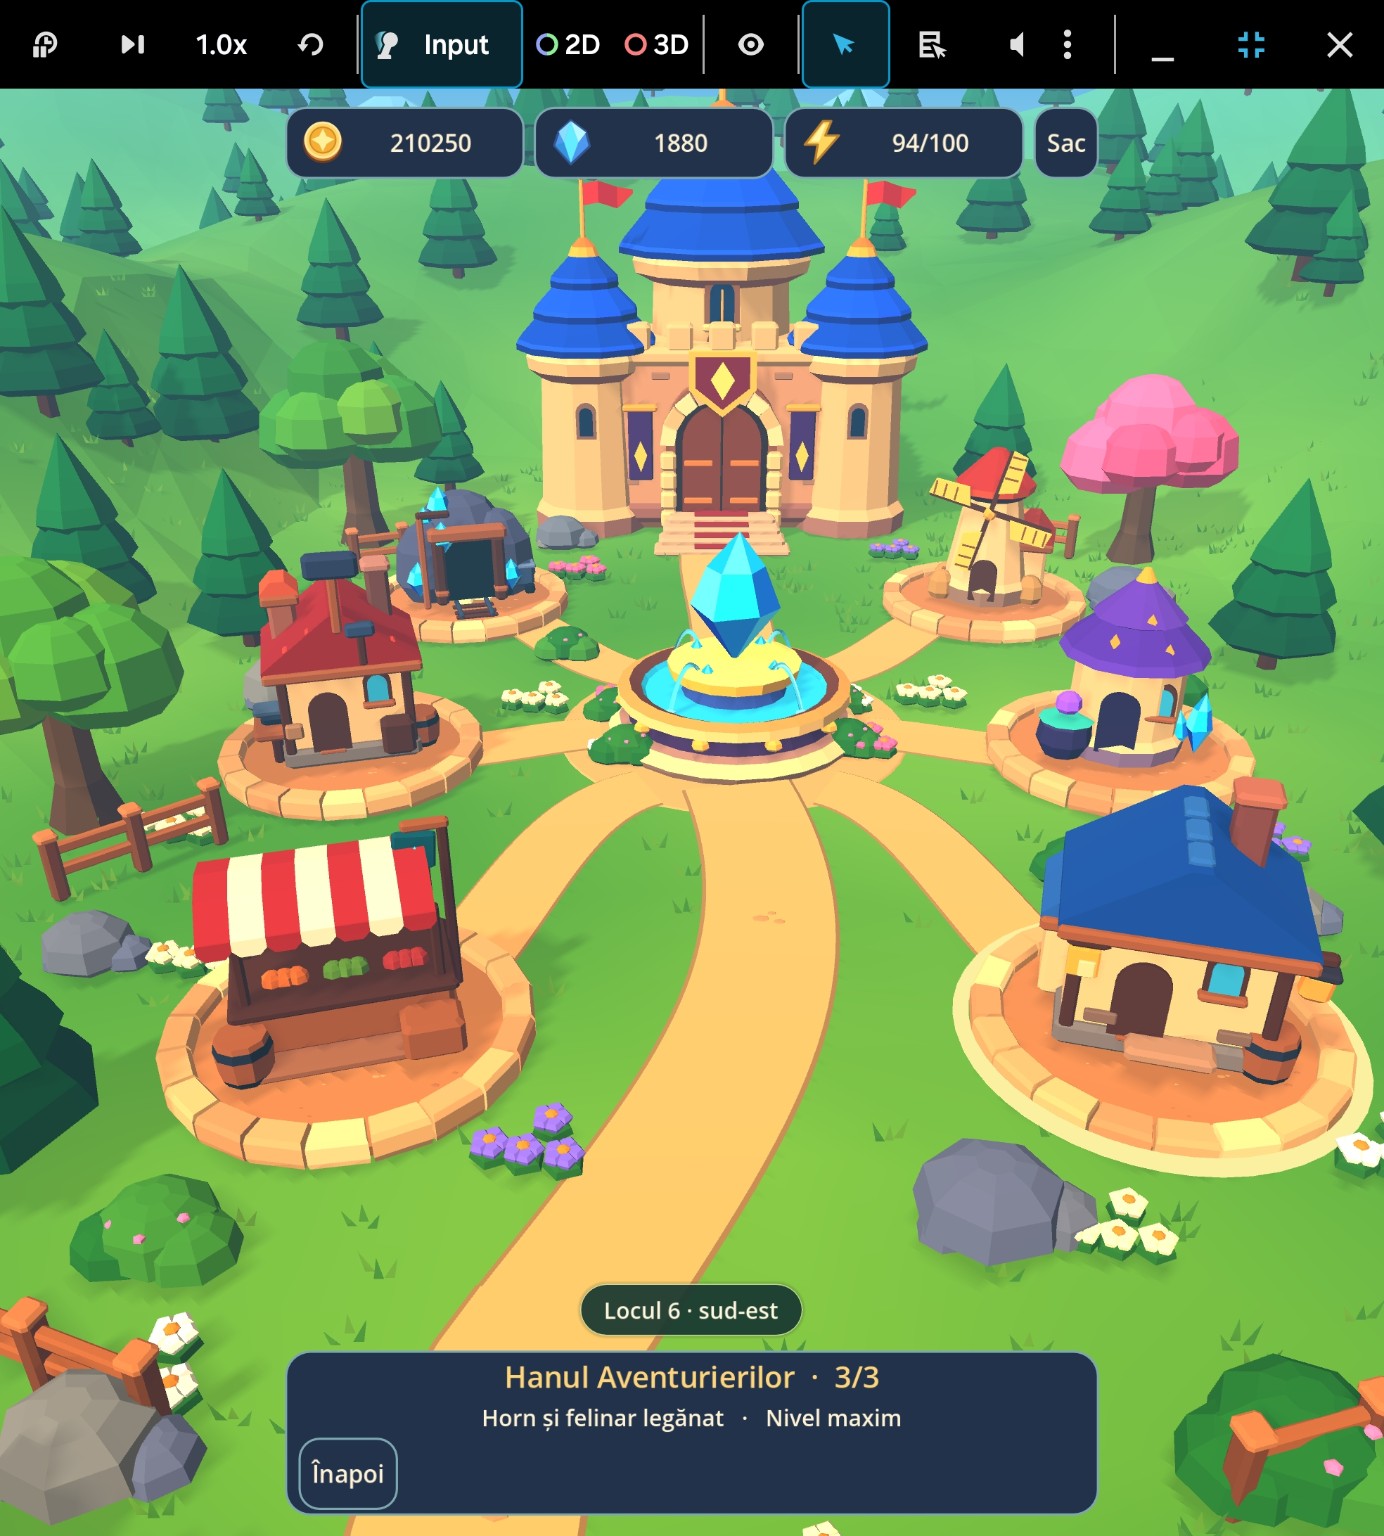 1.0x Input 2D 3D
210250 1880 94/100 Sac
Locul 6 · sud-est
Hanul Aventurierilor · 3/3
Horn și felinar legănat · Nivel maxim
Înapoi